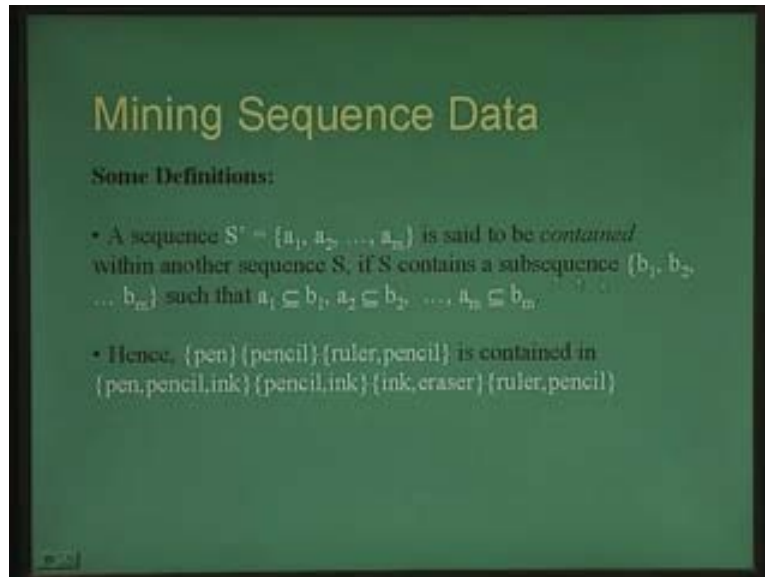 Mining Sequence Data
Some Definitions:
• A sequence S' = {a₁, a₂, ..., aₘ} is said to be contained
within another sequence S, if S contains a subsequence {b₁, b₂,
... bₘ} such that a₁ ⊆ b₁, a₂ ⊆ b₂, ..., aₘ ⊆ bₘ
• Hence, {pen}{pencil}{ruler,pencil} is contained in
{pen,pencil,ink}{pencil,ink}{ink,eraser}{ruler,pencil}